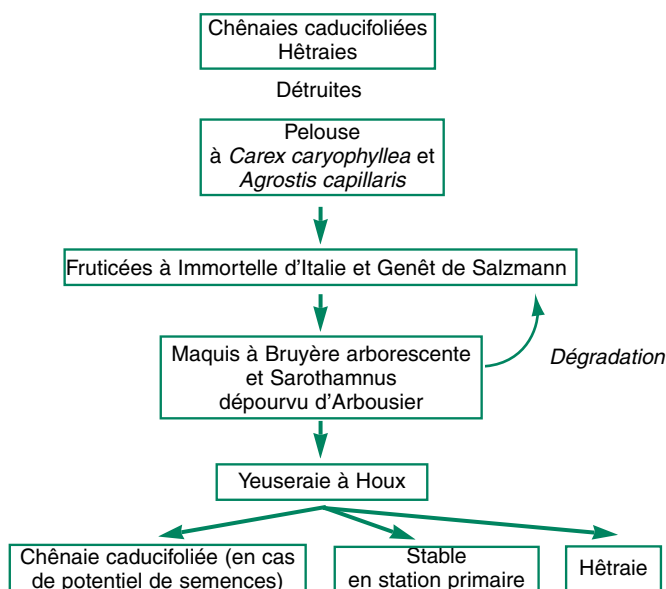 Chênaies caducifoliées
Hêtraies
Détruites
Pelouse
à Carex caryophyllea et
Agrostis capillaris
Fruticées à Immortelle d'Italie et Genêt de Salzmann
Maquis à Bruyère arborescente
et Sarothamnus
dépourvu d'Arbousier
Dégradation
Yeuseraie à Houx
Chênaie caducifoliée (en cas
de potentiel de semences)
Stable
en station primaire
Hêtraie